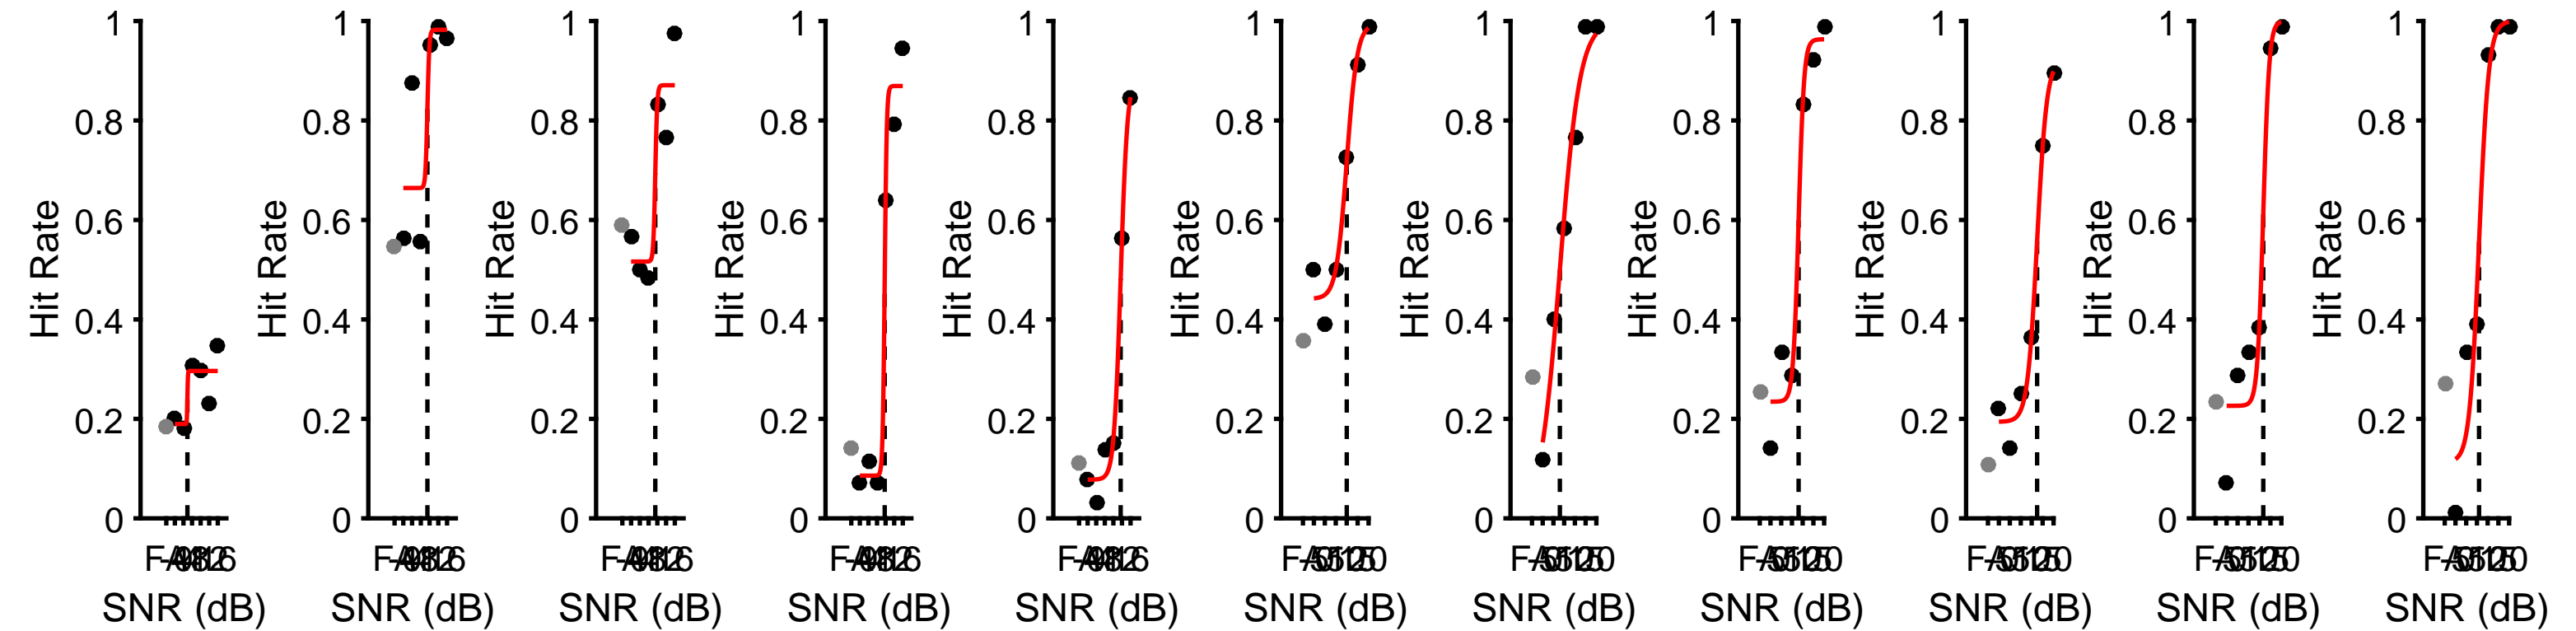 1 1 1 1 1 1 1 1 1 1 1
0.8 0.8 0.8 0.8 0.8 0.8 0.8 0.8 0.8 0.8 0.8
0.6 0.6 0.6 0.6 0.6 0.6 0.6 0.6 0.6 0.6 0.6
Hit Rate Hit Rate Hit Rate Hit Rate Hit Rate Hit Rate Hit Rate Hit Rate Hit Rate Hit Rate Hit Rate
0.4 0.4 0.4 0.4 0.4 0.4 0.4 0.4 0.4 0.4 0.4
0.2 0.2 0.2 0.2 0.2 0.2 0.2 0.2 0.2 0.2 0.2
0 0 0 0 0 0 0 0 0 0 0
SNR (dB) SNR (dB) SNR (dB) SNR (dB) SNR (dB) SNR (dB) SNR (dB) SNR (dB) SNR (dB) SNR (dB) SNR (dB)